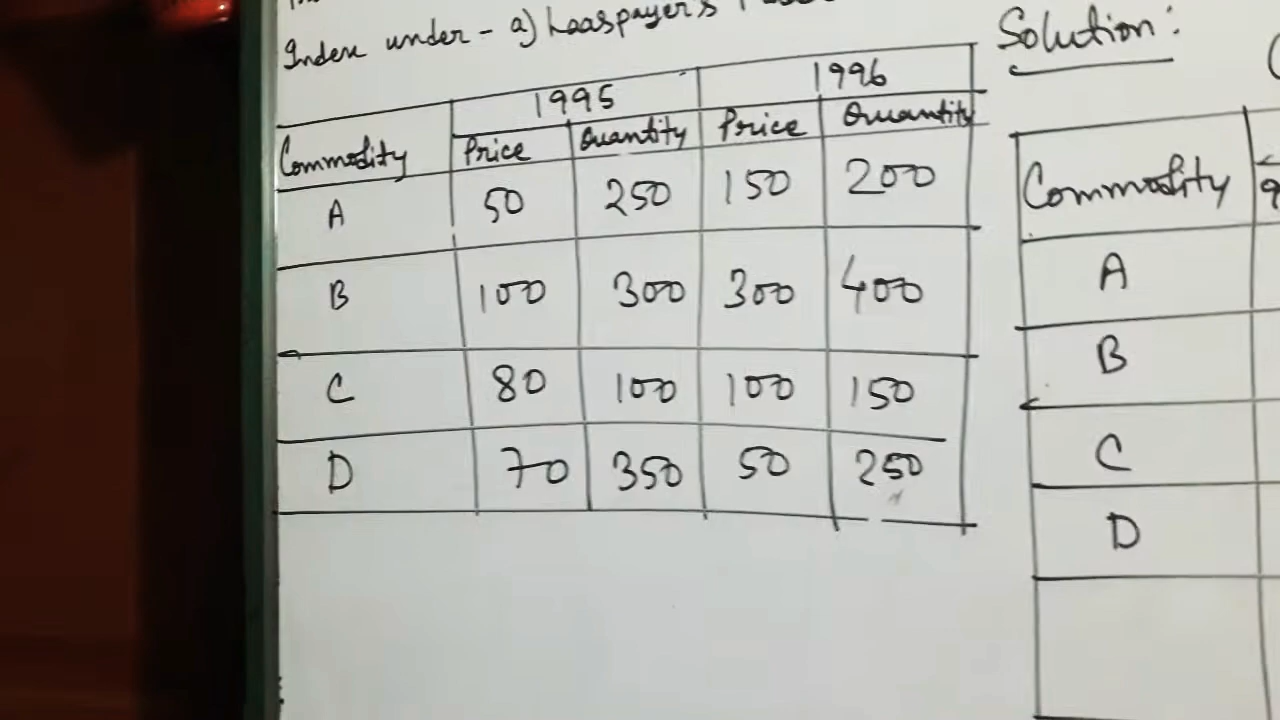 Index under - a) Laaspayer's
1995 1996
Commodity Price Quantity Price Quantity
A 50 250 150 200
B 100 300 300 400
C 80 100 100 150
D 70 350 50 250
Solution:
Commodity
A
B
C
D